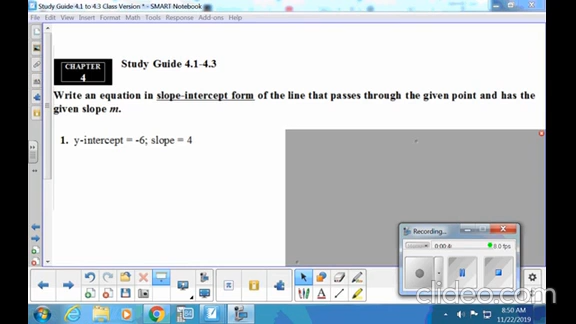 Study Guide 4.1 to 4.3 Class Version * - SMART Notebook
File Edit View Insert Format Tools Math Response Add-ons Help
CHAPTER
4
Study Guide 4.1-4.3
Write an equation in slope-intercept form of the line that passes through the given point and has the
given slope m.
1. y-intercept = -6; slope = 4
Recording...
8.0 fps
clideo.com
8:50 AM
11/22/2019